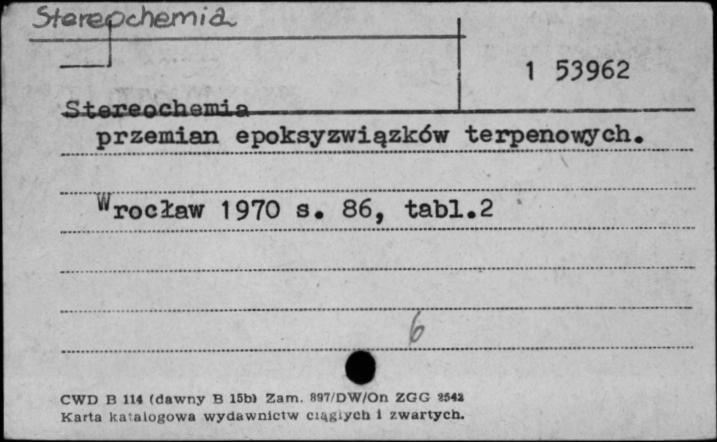 Stereochemia
1 53962
Stereochemia
przemian epoksyzwiązków terpenowych.
Wrocław 1970 s. 86, tabl.2
6
CWD B 114 (dawny B 15b) Zam. 897/DW/On ZGG 2542
Karta katalogowa wydawnictw ciągłych i zwartych.